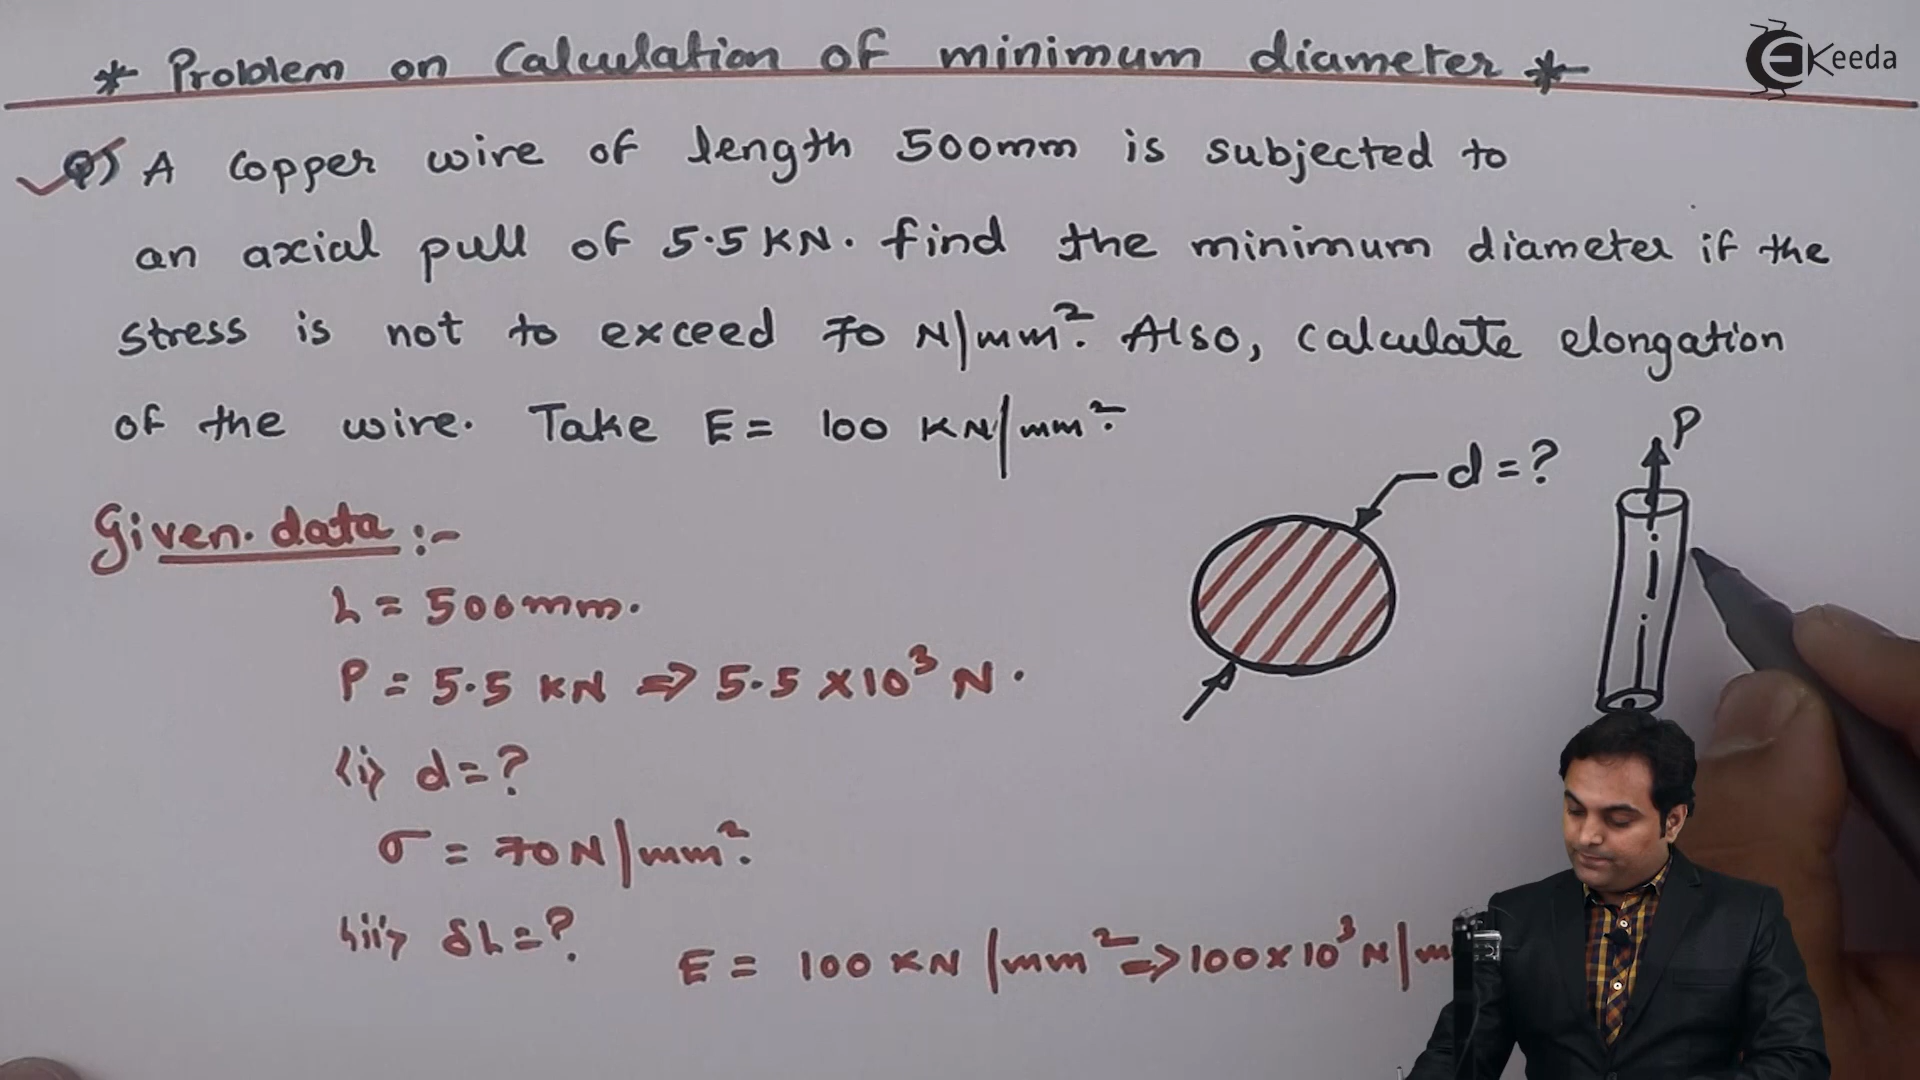 * Problem on Calculation of minimum diameter *
Keeda
Q) A Copper wire of length 500mm is subjected to
an axial pull of 5.5 KN. find the minimum diameter if the
stress is not to exceed 70 N/mm². Also, calculate elongation
of the wire. Take E = 100 KN/mm².
P
d = ?
Given data :-
L = 500mm.
P = 5.5 KN ⇒ 5.5 × 10³ N.
(i) d = ?
σ = 70 N/mm².
(ii) δL = ?
E = 100 KN/mm² ⇒ 100 × 10³ N/m